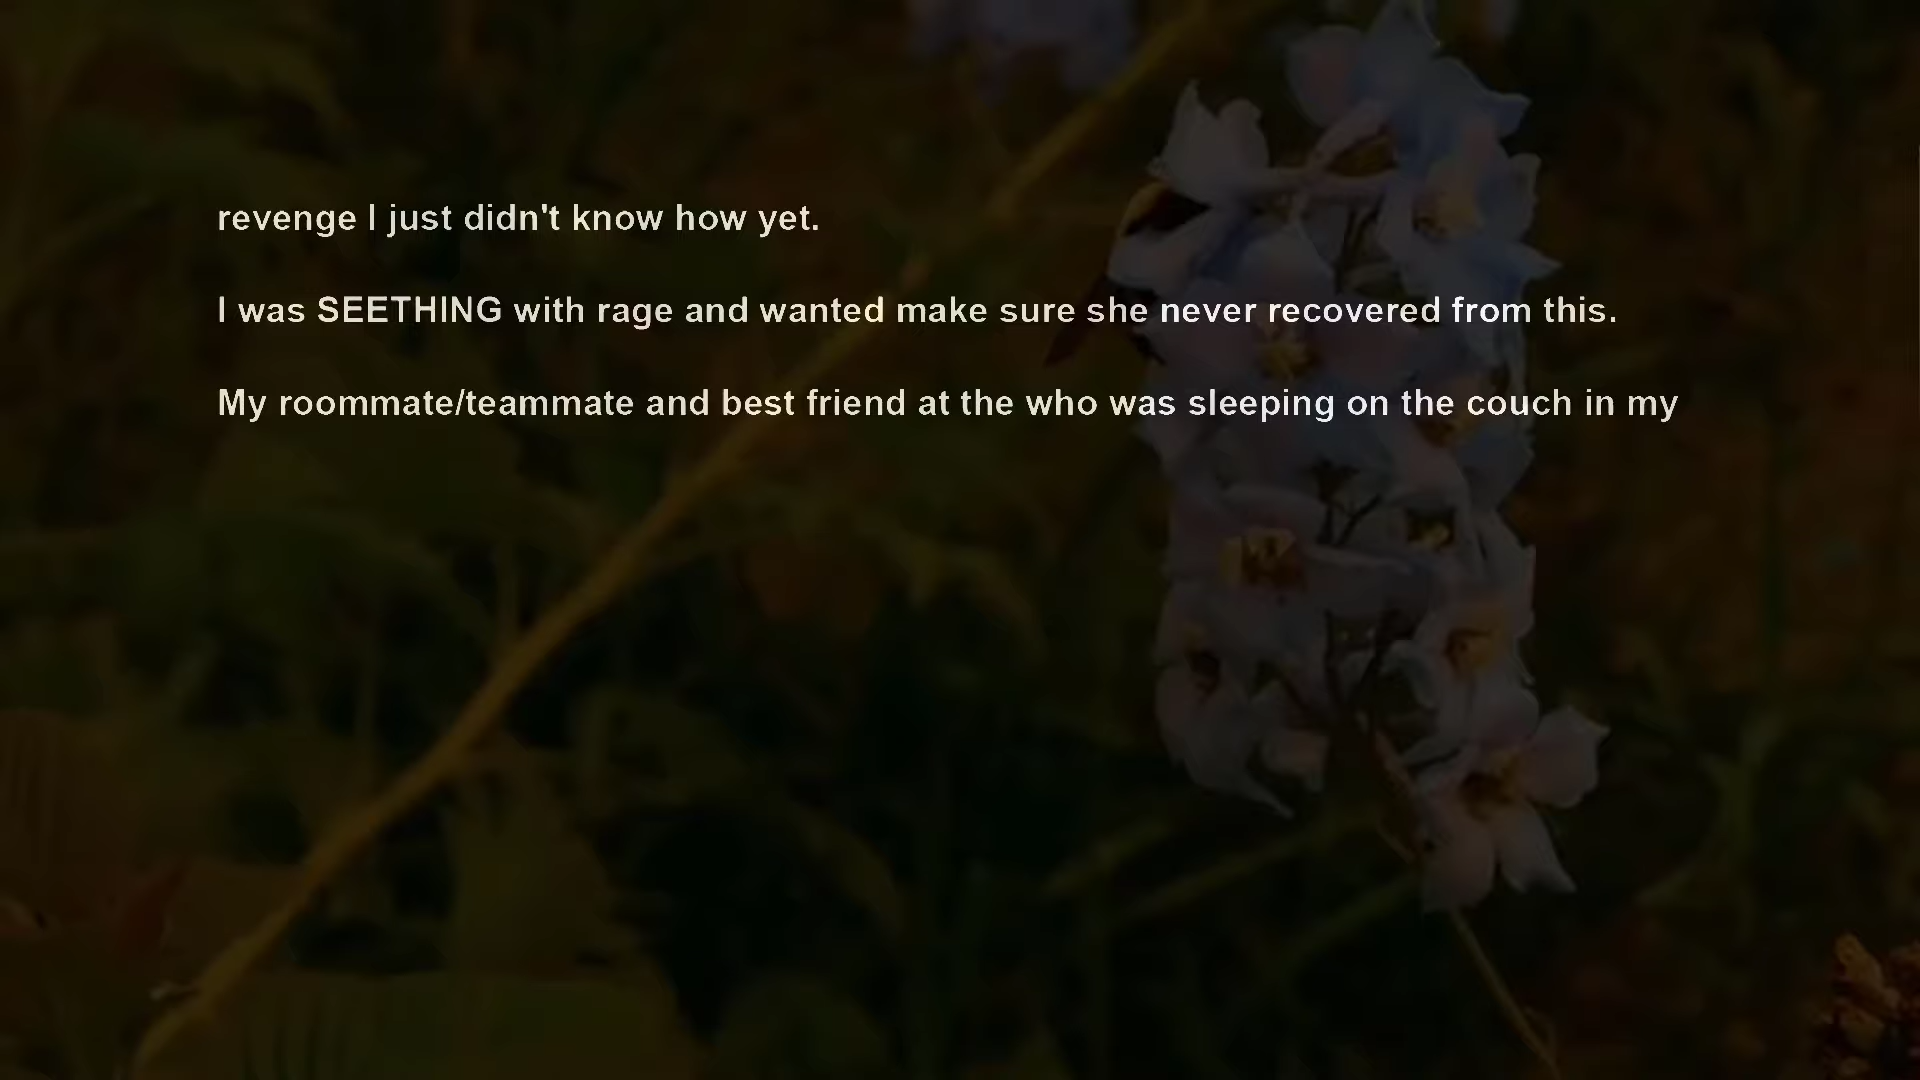 revenge I just didn't know how yet.
I was SEETHING with rage and wanted make sure she never recovered from this.
My roommate/teammate and best friend at the who was sleeping on the couch in my